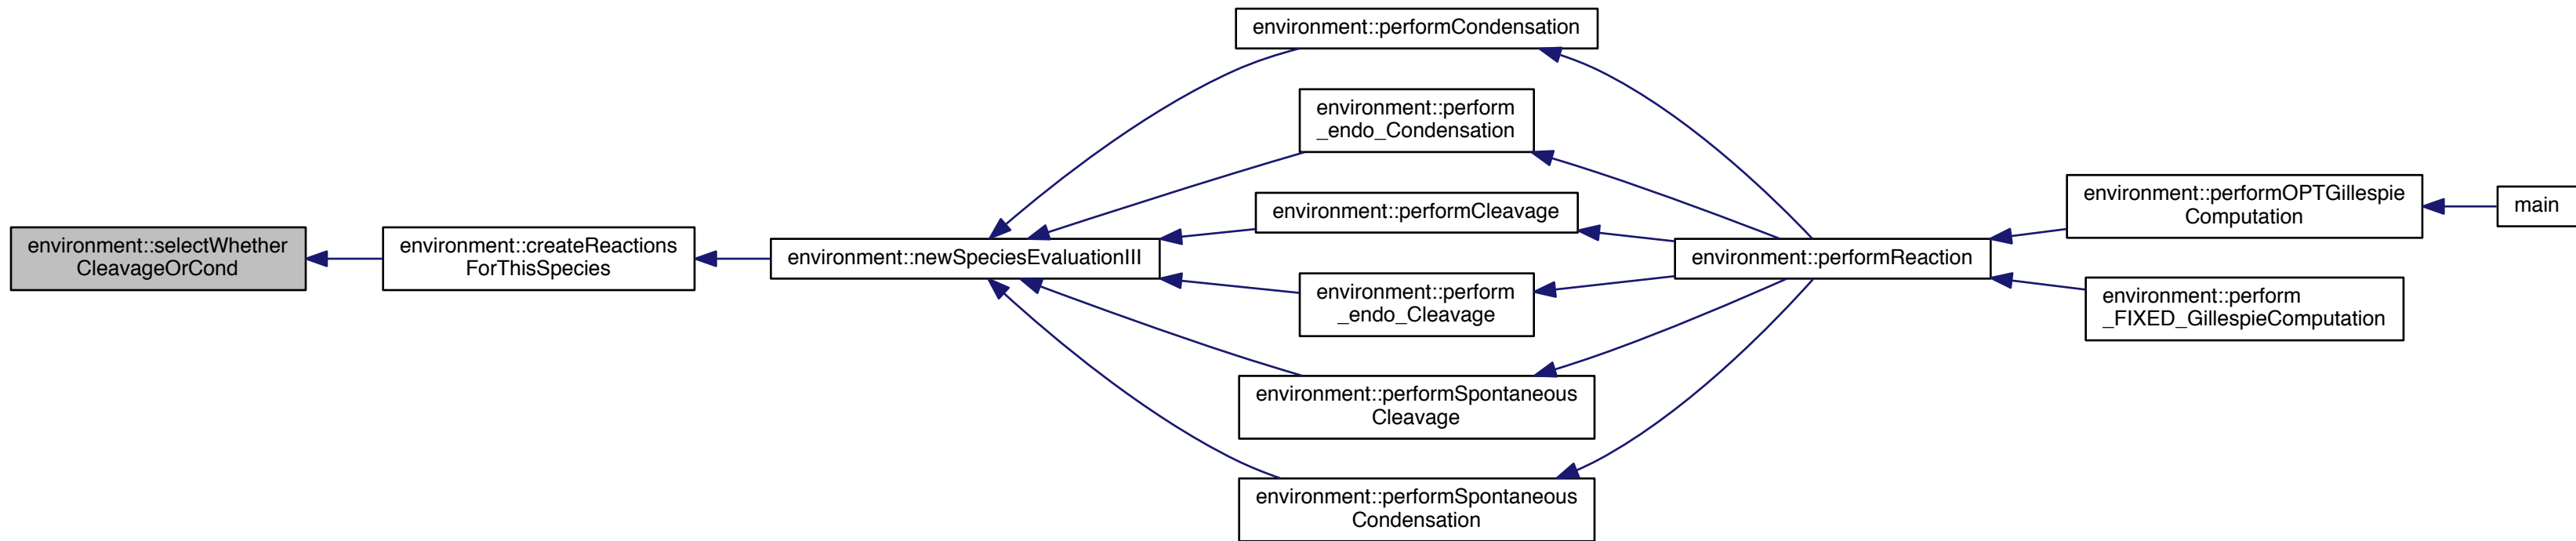 environment::selectWhether
CleavageOrCond
environment::createReactions
ForThisSpecies
environment::newSpeciesEvaluationIII
environment::performCondensation
environment::perform
_endo_Condensation
environment::performCleavage
environment::perform
_endo_Cleavage
environment::performSpontaneous
Cleavage
environment::performSpontaneous
Condensation
environment::performReaction
environment::performOPTGillespie
Computation
environment::perform
_FIXED_GillespieComputation
main